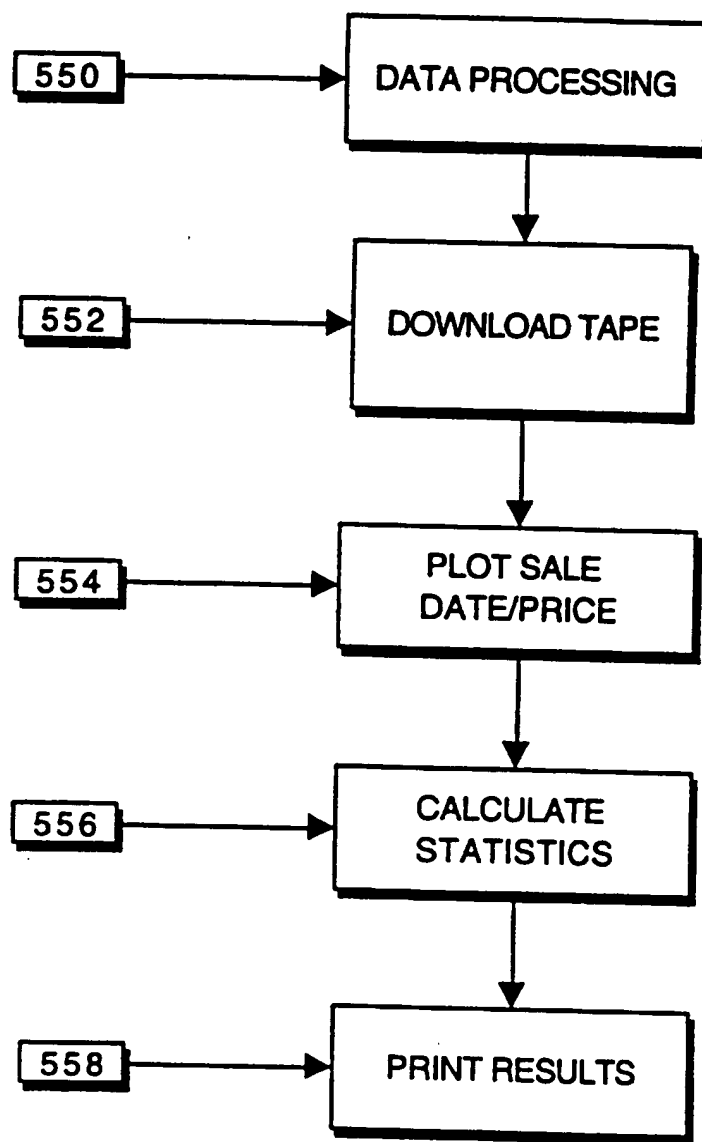 550
DATA PROCESSING
552
DOWNLOAD TAPE
554
PLOT SALE
DATE/PRICE
556
CALCULATE
STATISTICS
558
PRINT RESULTS